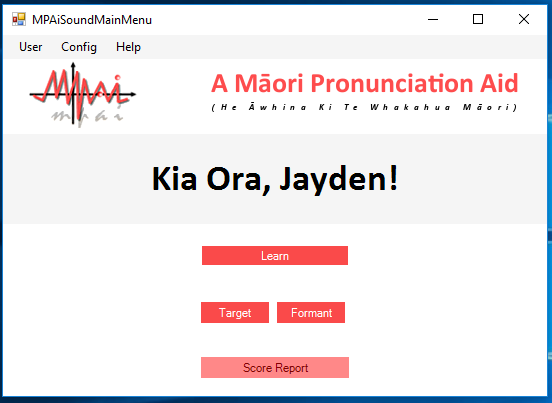 MPAiSoundMainMenu
User Config Help
MPAi
mpai
A Māori Pronunciation Aid
(He Āwhina Ki Te Whakahua Māori)
Kia Ora, Jayden!
Learn
Target Formant
Score Report